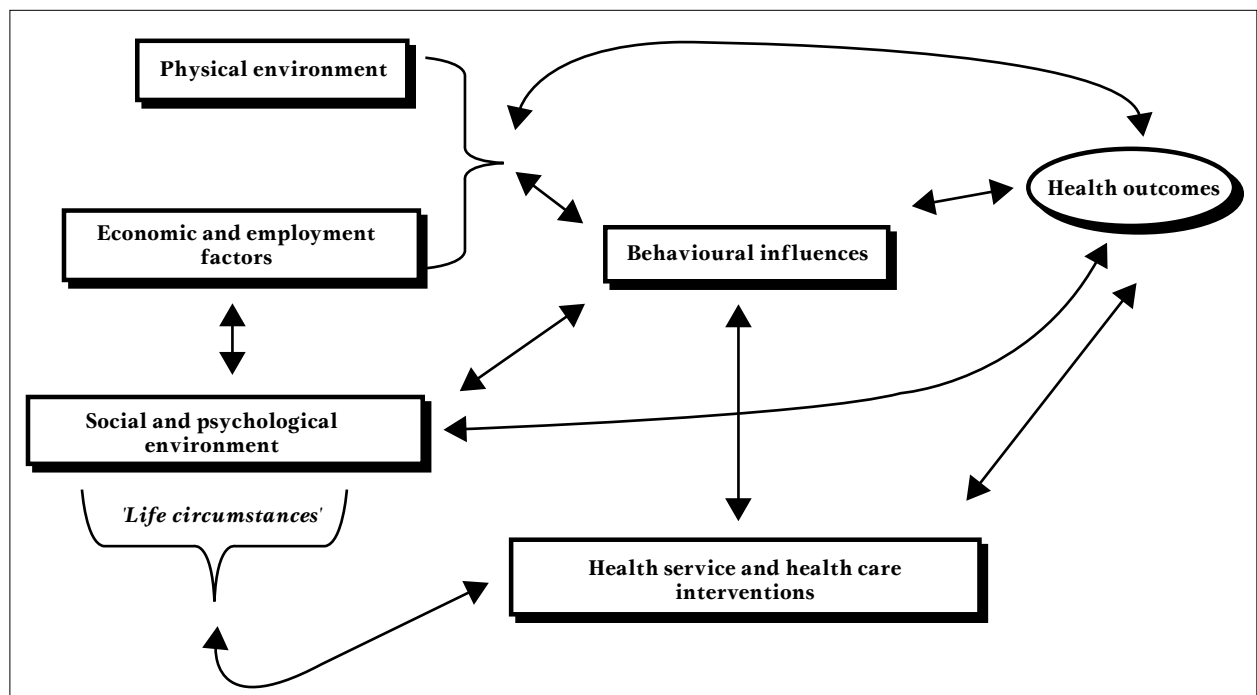 Physical environment
Health outcomes
Economic and employment
factors
Behavioural influences
Social and psychological
environment
'Life circumstances'
Health service and health care
interventions